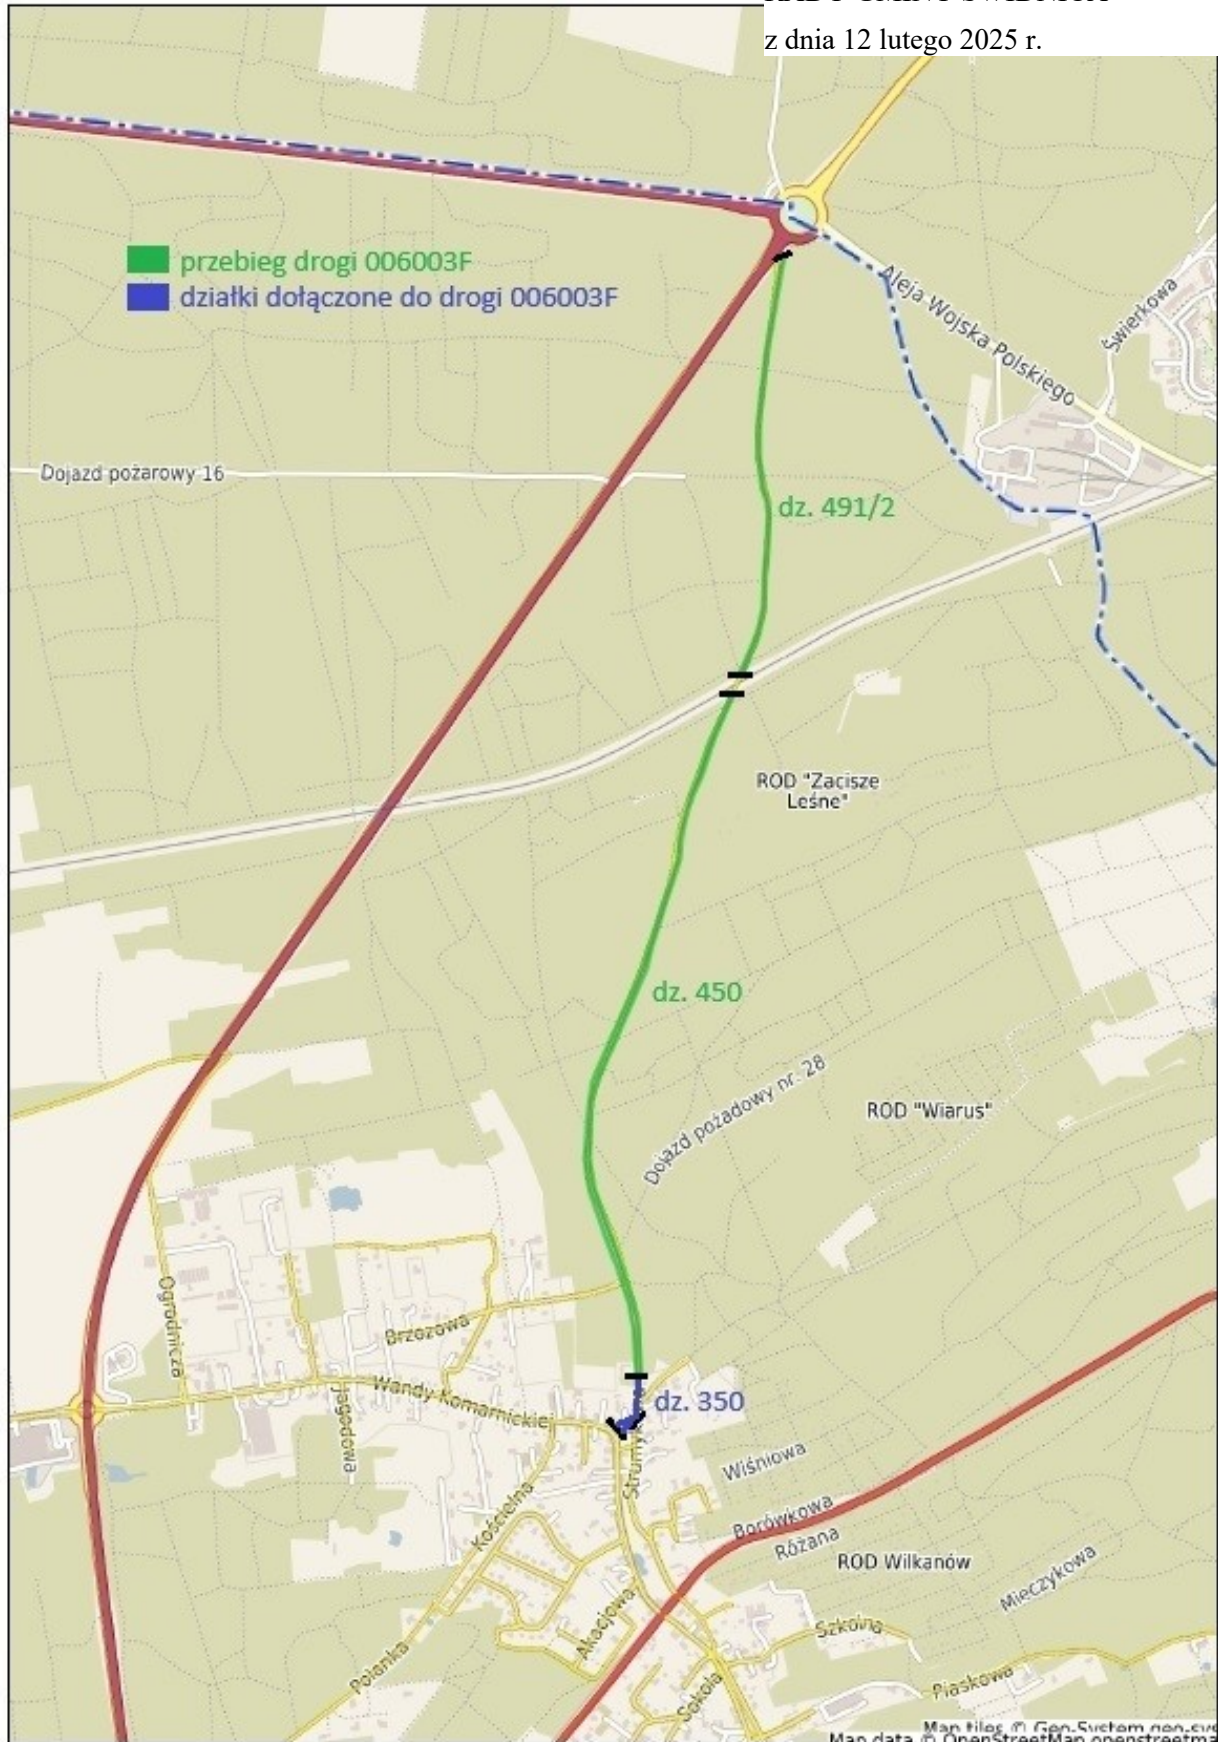 z dnia 12 lutego 2025 r.
przebieg drogi 006003F
działki dołączone do drogi 006003F
Aleja Wojska Polskiego
Świerkowa
Dojazd pożarowy 16
dz. 491/2
ROD "Zacisze
Leśne"
dz. 450
Dojazd pożadowy nr. 28
ROD "Wiarus"
Ogrodnicza
Brzozowa
Wandy Komarnickiej
Jagodowa
dz. 350
Wiśniowa
Kościelna
Borówkowa
Różana
ROD Wilkanów
Mieczykowa
Akacjowa
Szkolna
Polanka
Sokola
Piaskowa
Map tiles © Geo-System geo-sys
Map data © OpenStreetMap openstreetma